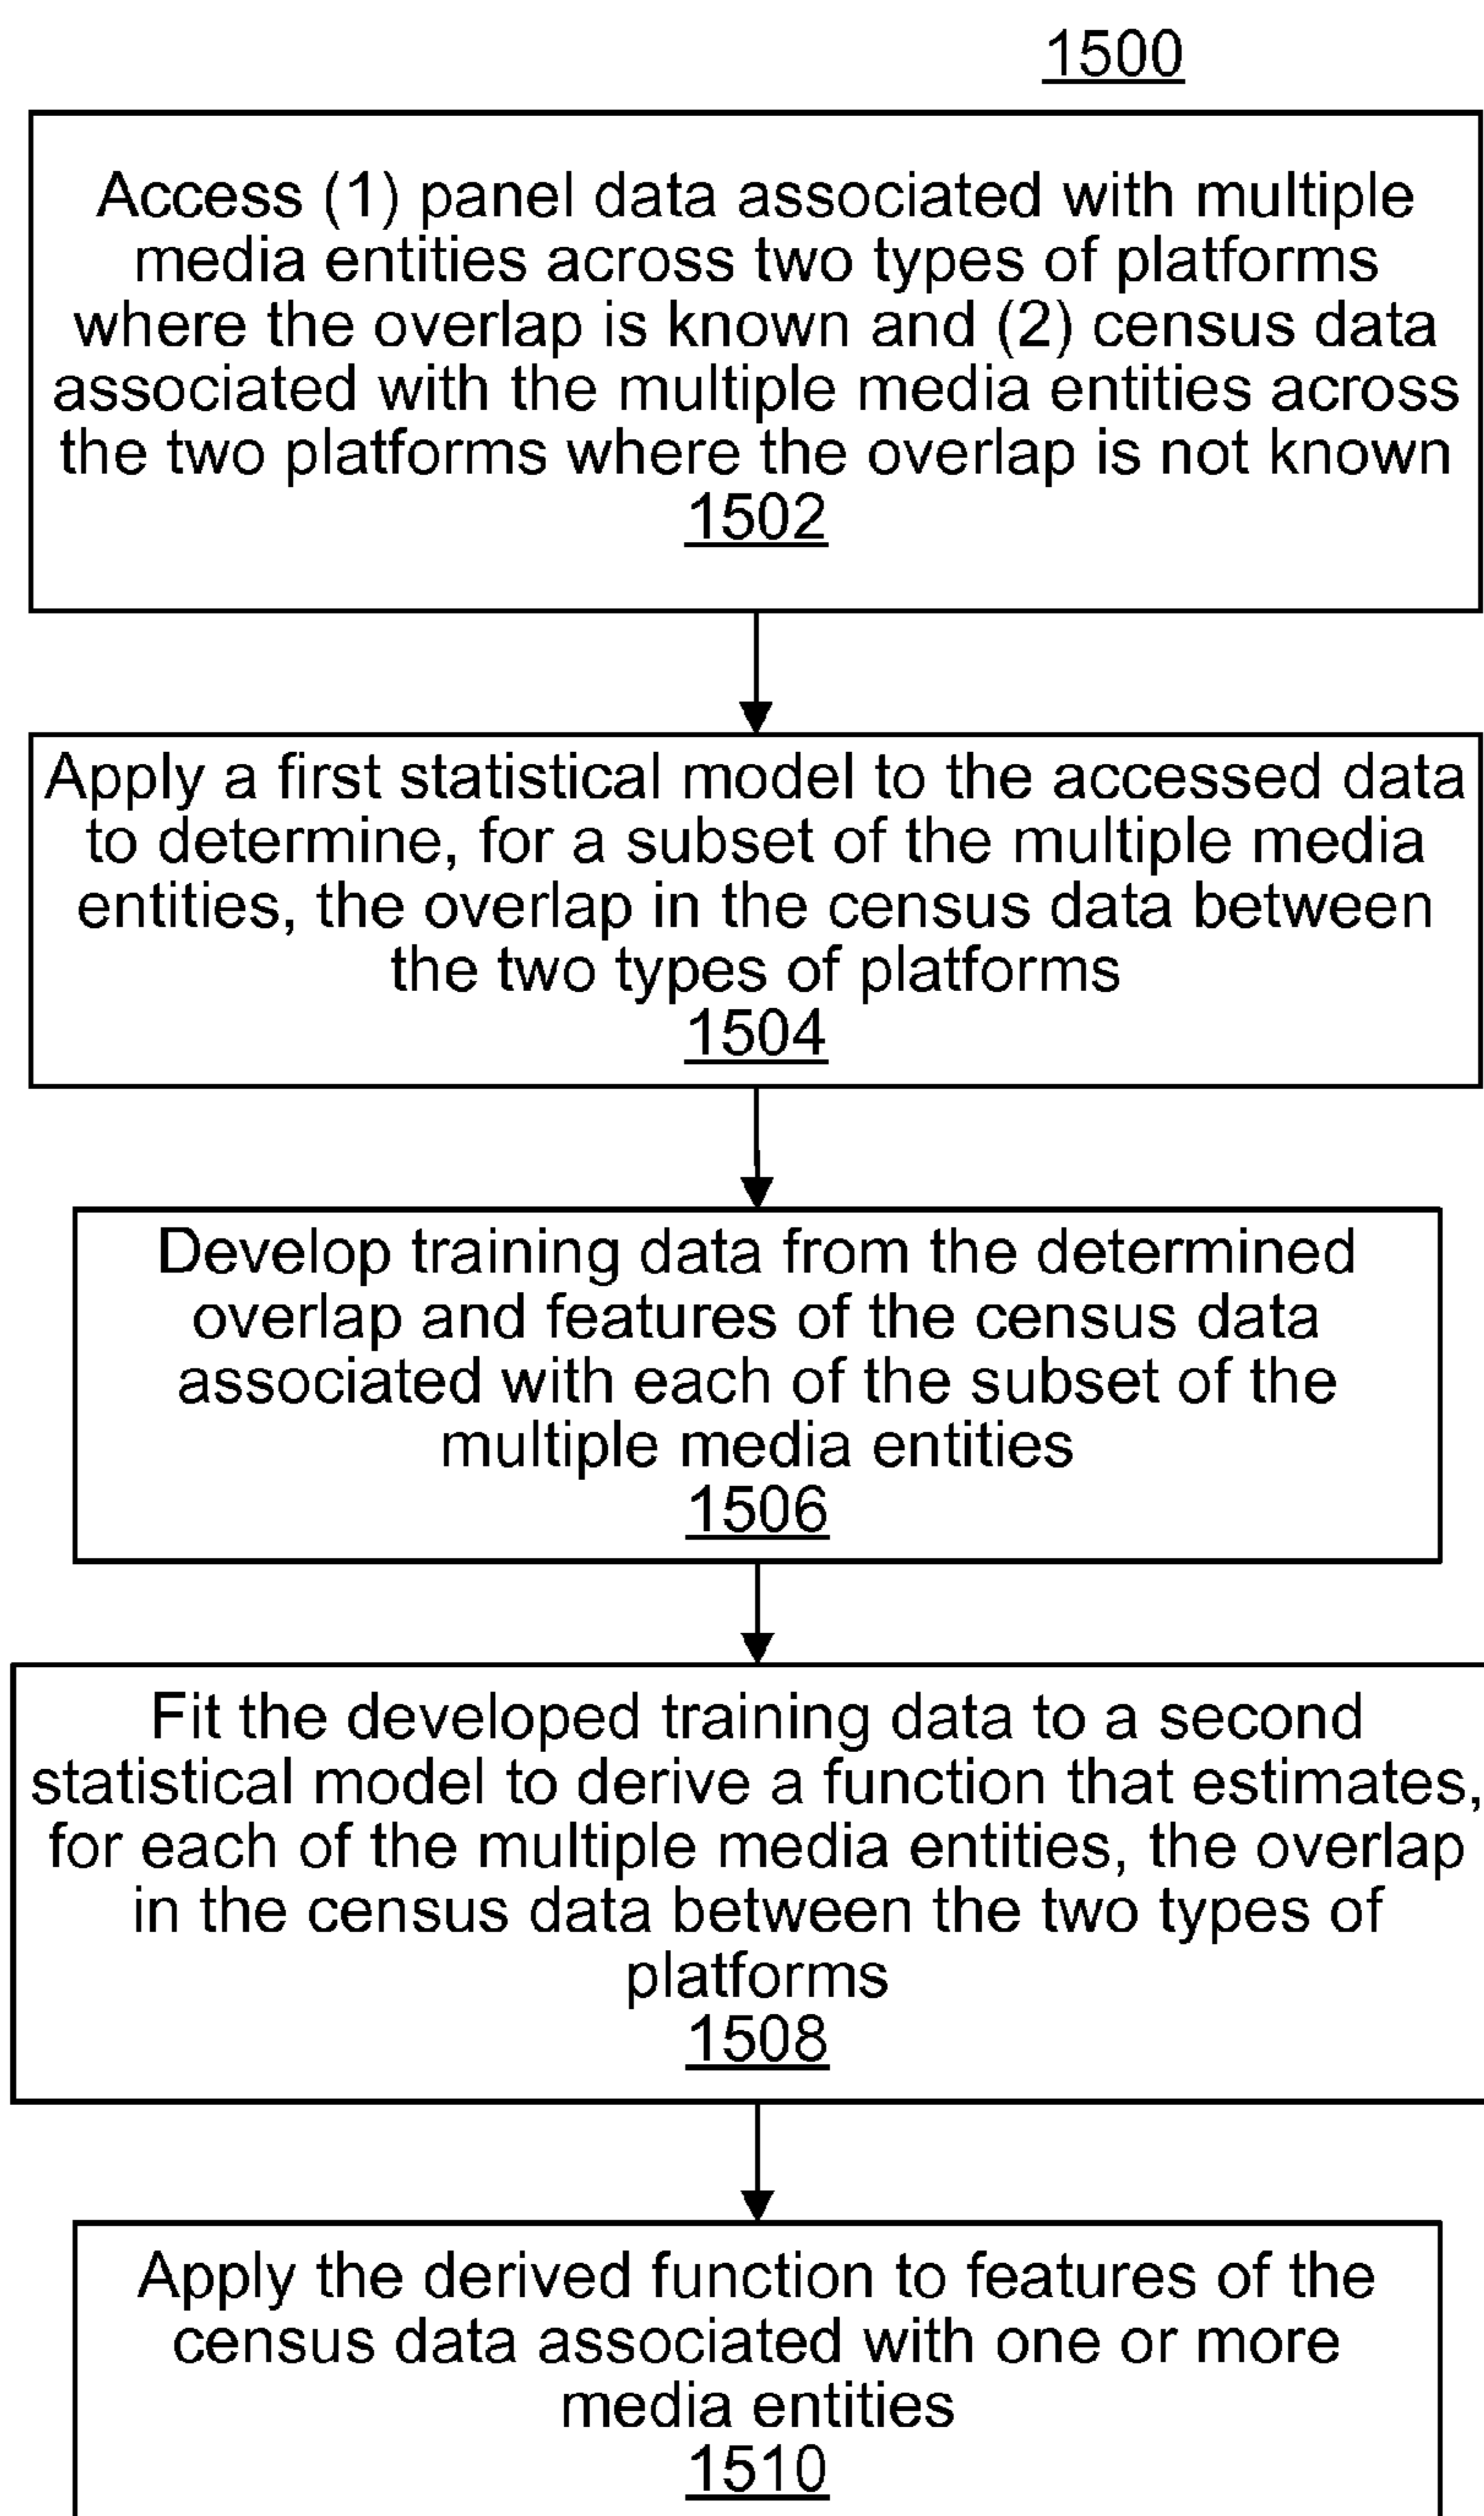 1500
Access (1) panel data associated with multiple
media entities across two types of platforms
where the overlap is known and (2) census data
associated with the multiple media entities across
the two platforms where the overlap is not known
1502
Apply a first statistical model to the accessed data
to determine, for a subset of the multiple media
entities, the overlap in the census data between
the two types of platforms
1504
Develop training data from the determined
overlap and features of the census data
associated with each of the subset of the
multiple media entities
1506
Fit the developed training data to a second
statistical model to derive a function that estimates,
for each of the multiple media entities, the overlap
in the census data between the two types of
platforms
1508
Apply the derived function to features of the
census data associated with one or more
media entities
1510